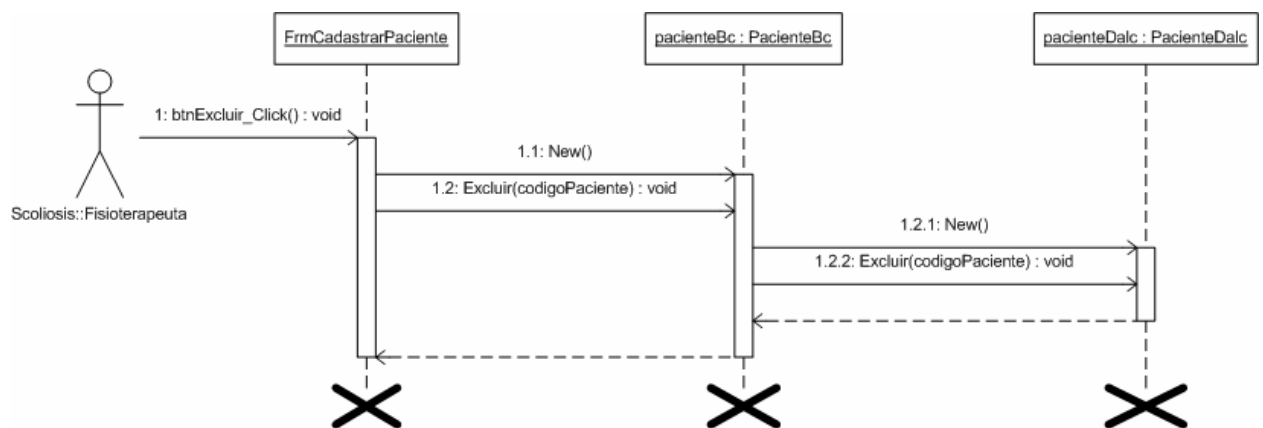 FrmCadastrarPaciente
pacienteBc : PacienteBc
pacienteDalc : PacienteDalc
1: btnExcluir_Click() : void
1.1: New()
1.2: Excluir(codigoPaciente) : void
Scoliosis::Fisioterapeuta
1.2.1: New()
1.2.2: Excluir(codigoPaciente) : void